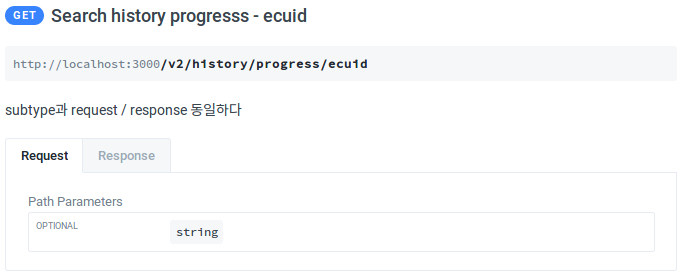 GET Search history progresss - ecuid
http://localhost:3000/v2/history/progress/ecuid
subtype과 request / response 동일하다
Request Response
Path Parameters
OPTIONAL string